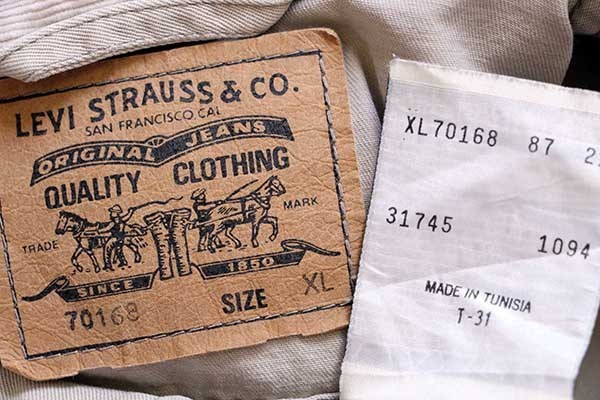 LEVI STRAUSS & CO.
SAN FRANCISCO, CAL
ORIGINAL JEANS
QUALITY CLOTHING
TRADE MARK
SINCE 1850
70168 SIZE XL
XL70168 87 2
31745
1094
MADE IN TUNISIA
T-31